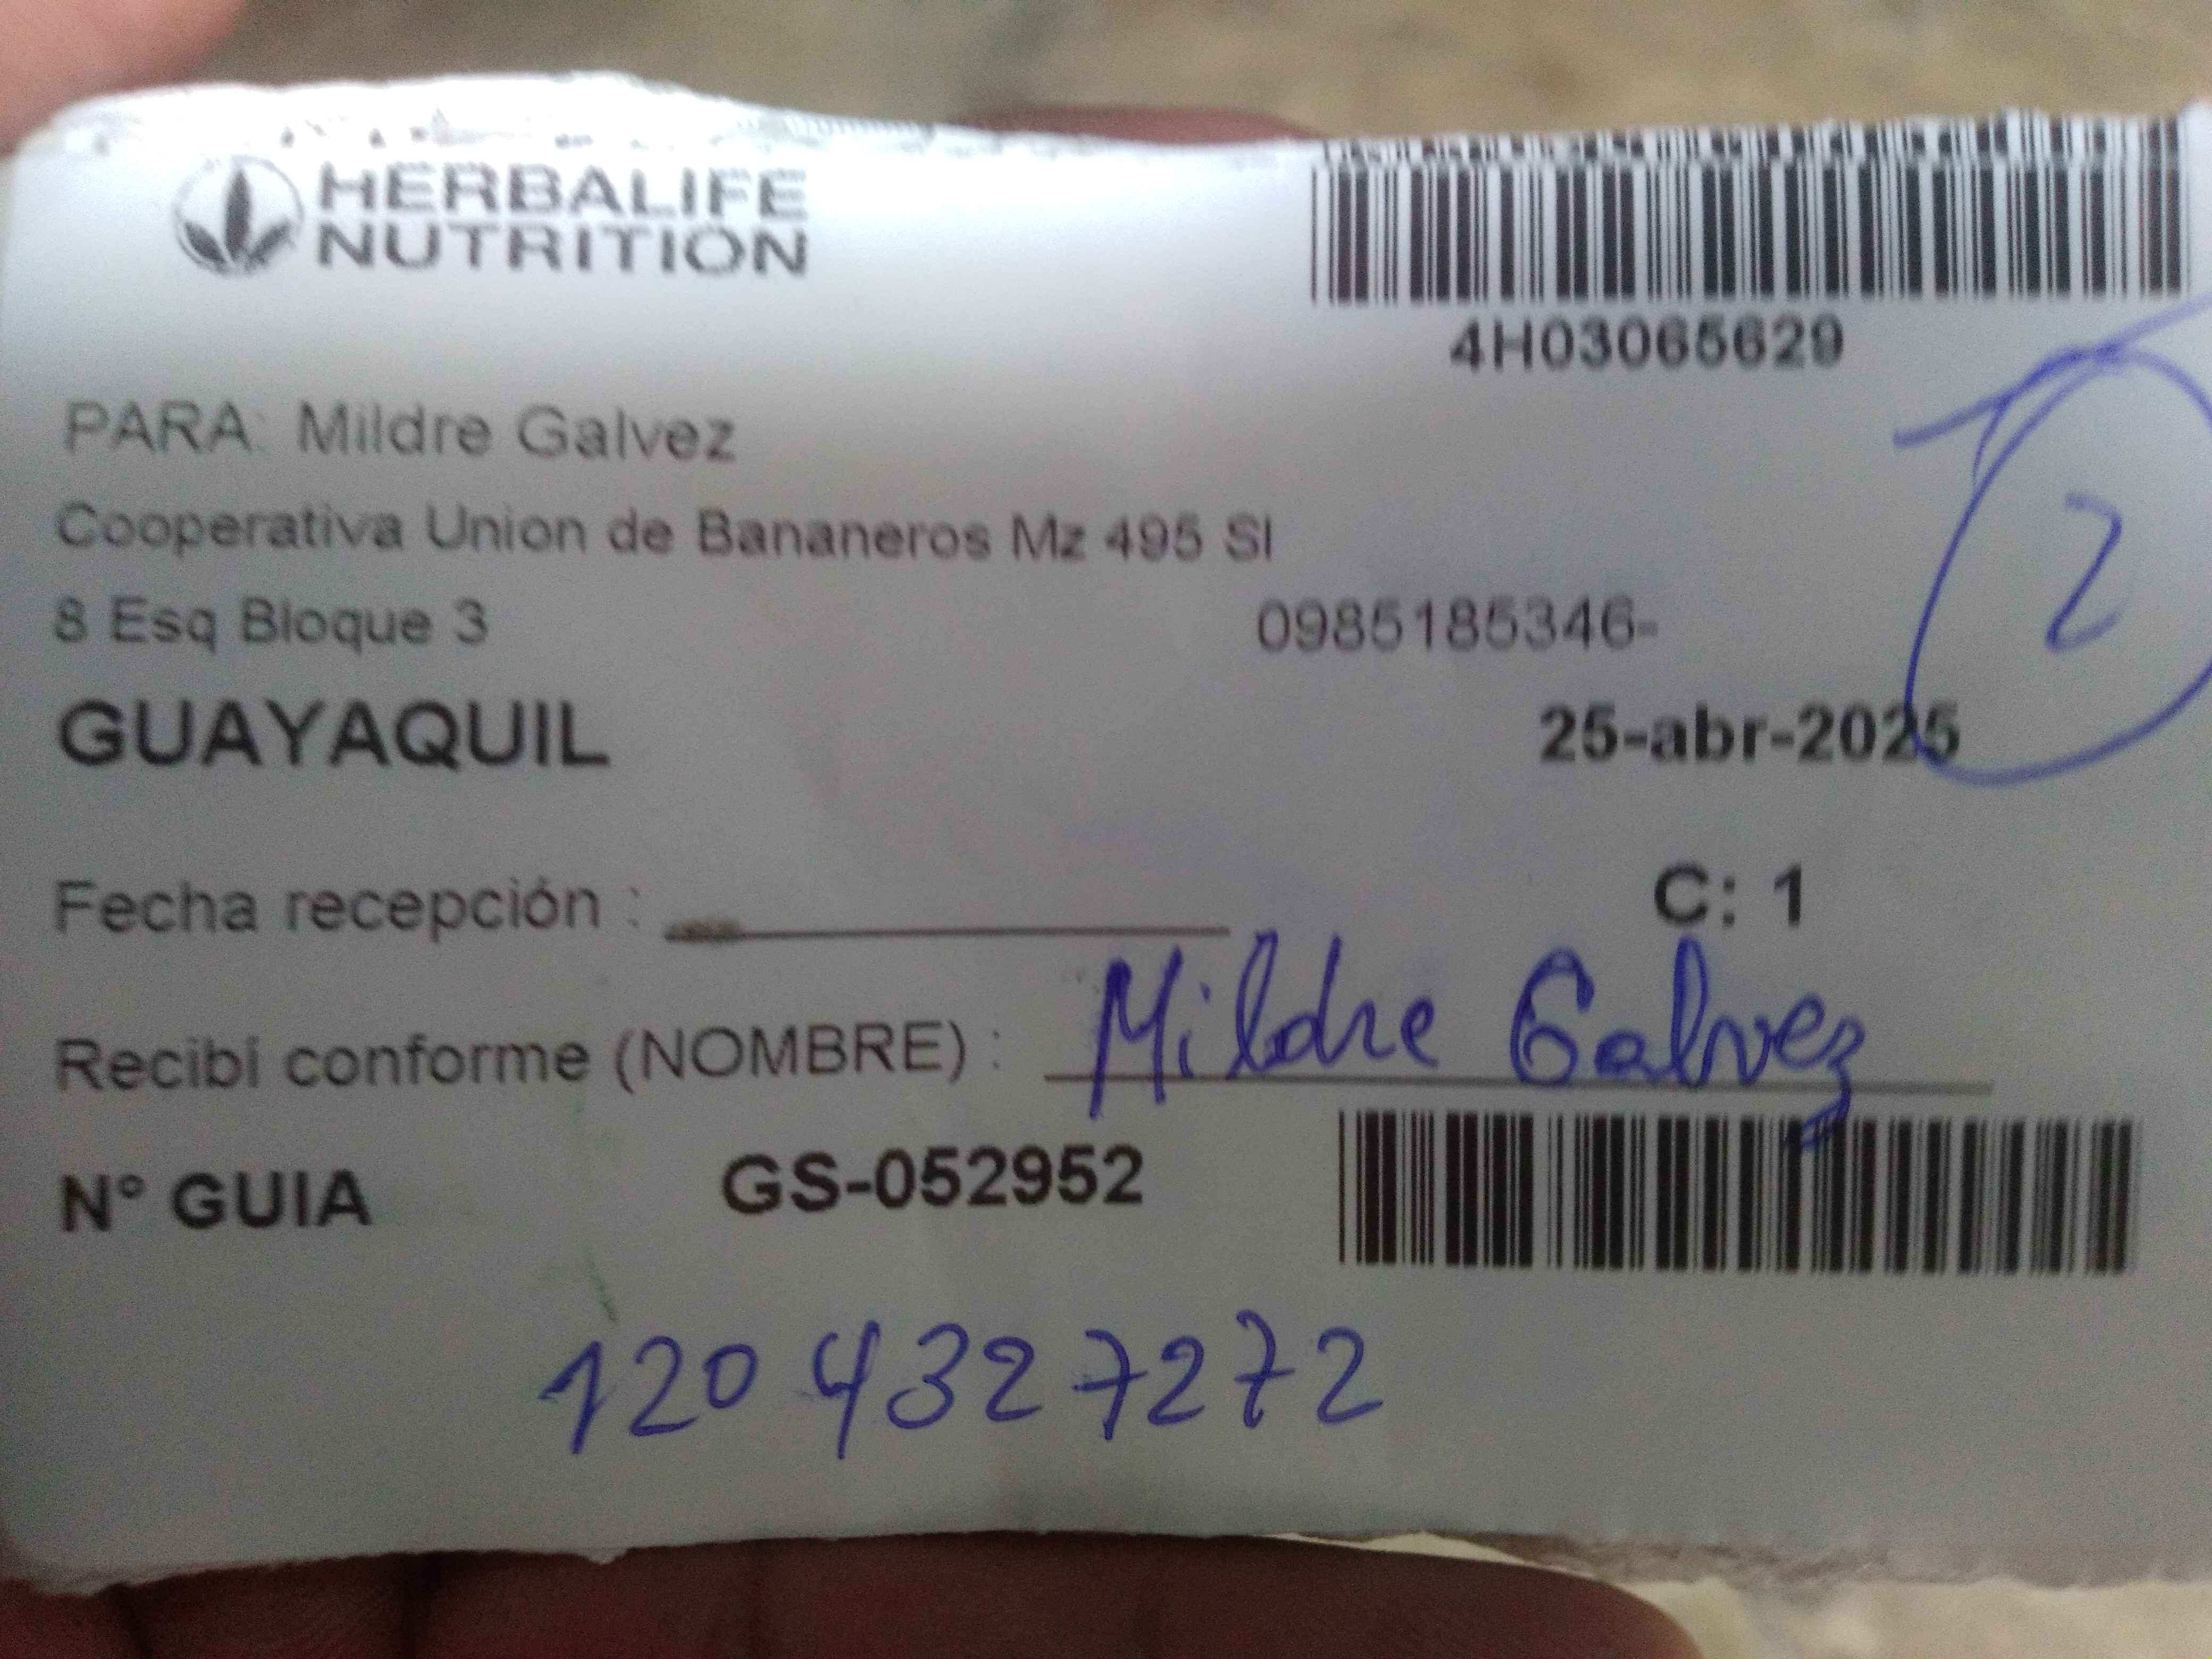 HERBALIFE
NUTRITION
4H03065629
PARA: Mildre Galvez
Cooperativa Union de Bananeros Mz 495 Sl
8 Esq Bloque 3
0985185346-
2
GUAYAQUIL
25-abr-2025
Fecha recepción :
C: 1
Recibí conforme (NOMBRE) : Mildre Galvez
N° GUIA GS-052952
1204327272